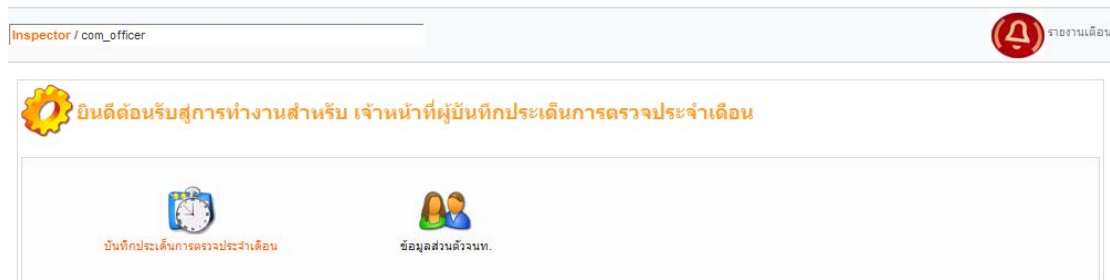 Inspector / com_officer
รายงานเดือน
ยินดีต้อนรับสู่การทำงานสำหรับ เจ้าหน้าที่ผู้บันทึกประเด็นการตรวจประจำเดือน
บันทึกประเด็นการตรวจประจำเดือน
ข้อมูลส่วนตัวจนท.